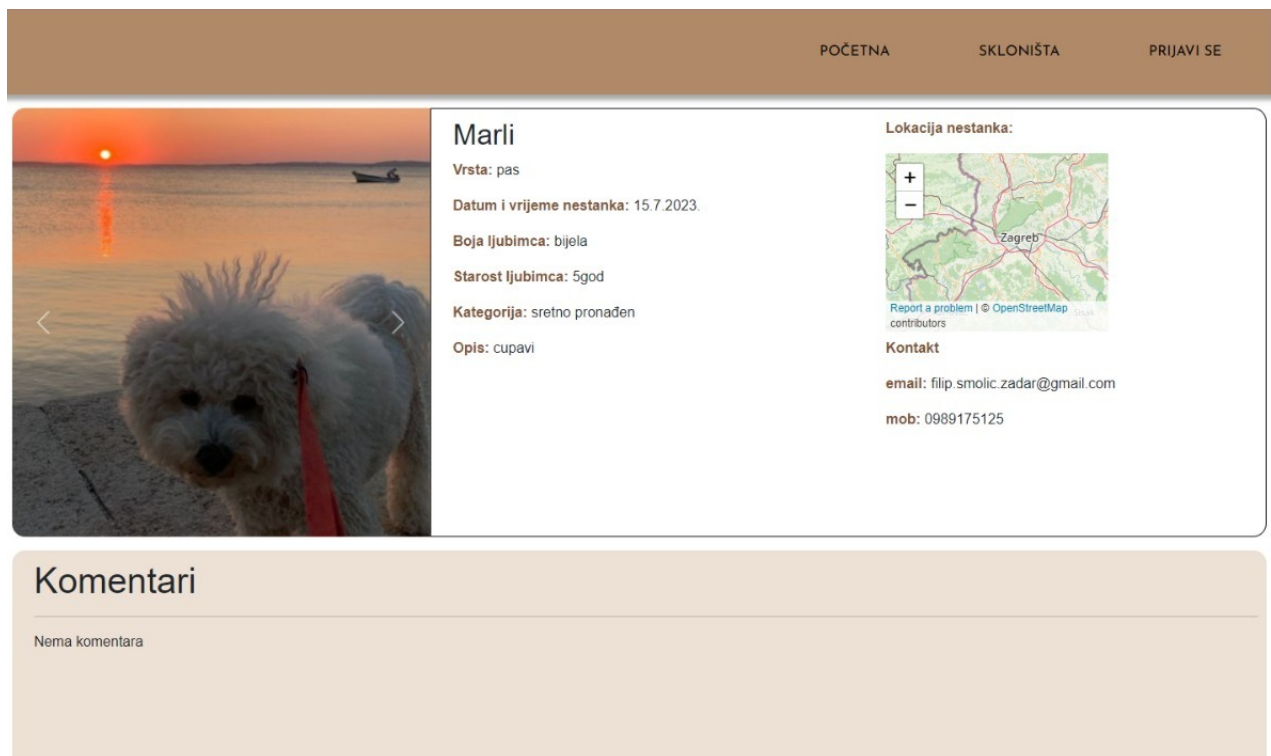 POČETNA SKLONIŠTA PRIJAVI SE
Marli
Vrsta: pas
Datum i vrijeme nestanka: 15.7.2023.
Boja ljubimca: bijela
Starost ljubimca: 5god
Kategorija: sretno pronađen
Opis: cupavi
Lokacija nestanka:
+
−
Zagreb
Report a problem | © OpenStreetMap
contributors
Kontakt
email: filip.smolic.zadar@gmail.com
mob: 0989175125
Komentari
Nema komentara